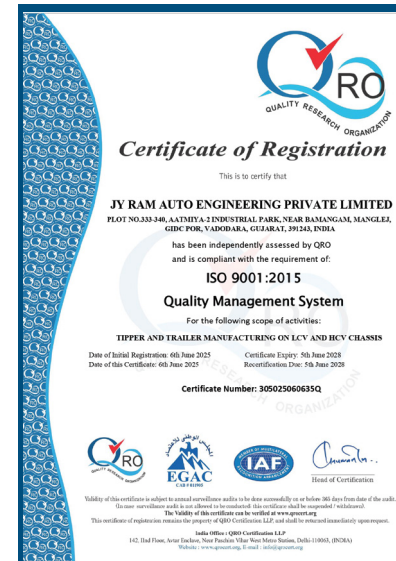 QRO
QUALITY RESEARCH ORGANIZATION
Certificate of Registration
This is to certify that
JY RAM AUTO ENGINEERING PRIVATE LIMITED
PLOT NO.333-340, AATMIYA-2 INDUSTRIAL PARK, NEAR BAMANGAM, MANGLEJ,
GIDC POR, VADODARA, GUJARAT, 391243, INDIA
has been independently assessed by QRO
and is compliant with the requirement of:
ISO 9001:2015
Quality Management System
For the following scope of activities:
TIPPER AND TRAILER MANUFACTURING ON LCV AND HCV CHASSIS
Date of Initial Registration: 6th June 2025 Certificate Expiry: 5th June 2028
Date of this Certificate: 6th June 2025 Recertification Due: 5th June 2028
Certificate Number: 305025060635Q
QRO
EGAC
IAF
Head of Certification
Validity of this certificate is subject to annual surveillance audits to be done successfully on or before 365 days from date of the audit.
(In case surveillance audit is not allowed to be conducted: this certificate shall be suspended / withdrawal).
The Validity of this certificate can be verified at www.qrocert.org
This certificate of registration remains the property of QRO Certification LLP, and shall be returned immediately upon request.
India Office : QRO Certification LLP
142, IInd Floor, Avtar Enclave, Near Paschim Vihar West Metro Station, Delhi-110063, (INDIA)
Website : www.qrocert.org, E-mail : info@qrocert.org